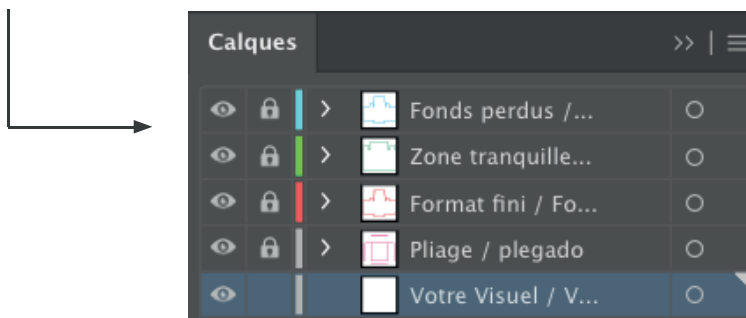 Calques
Fonds perdus /...
Zone tranquille...
Format fini / Fo...
Pliage / plegado
Votre Visuel / V...